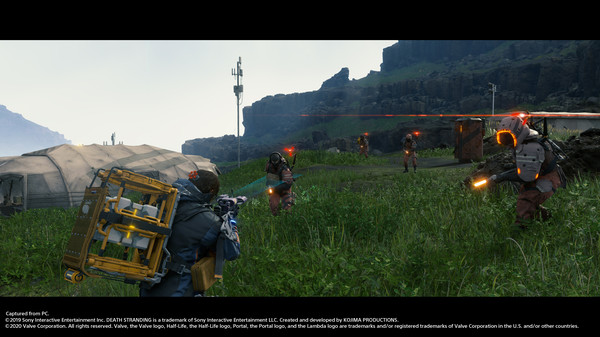 Captured from PC.
©2019 Sony Interactive Entertainment Inc. DEATH STRANDING is a trademark of Sony Interactive Entertainment LLC. Created and developed by KOJIMA PRODUCTIONS.
©2020 Valve Corporation. All rights reserved. Valve, the Valve logo, Half-Life, the Half-Life logo, Portal, the Portal logo, and the Lambda logo are trademarks and/or registered trademarks of Valve Corporation in the U.S. and/or other countries.